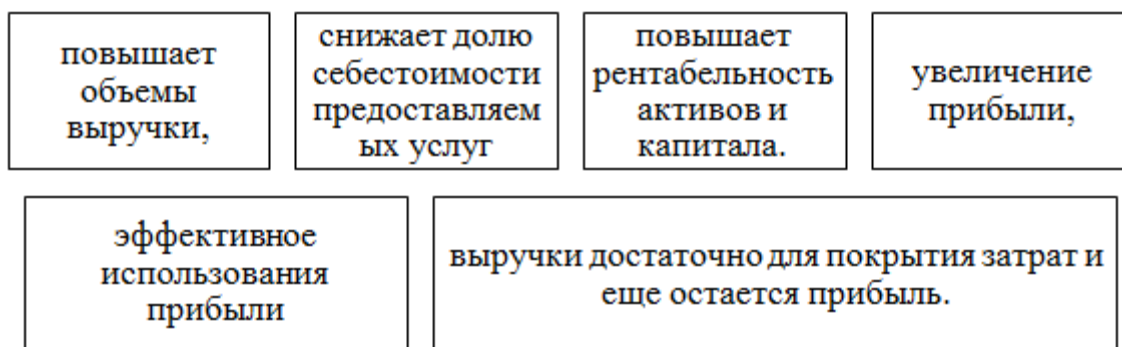 повышает
объемы
выручки,
снижает долю
себестоимости
предоставляем
ых услуг
повышает
рентабельность
активов и
капитала.
увеличение
прибыли,
эффективное
использования
прибыли
выручки достаточно для покрытия затрат и
еще остается прибыль.